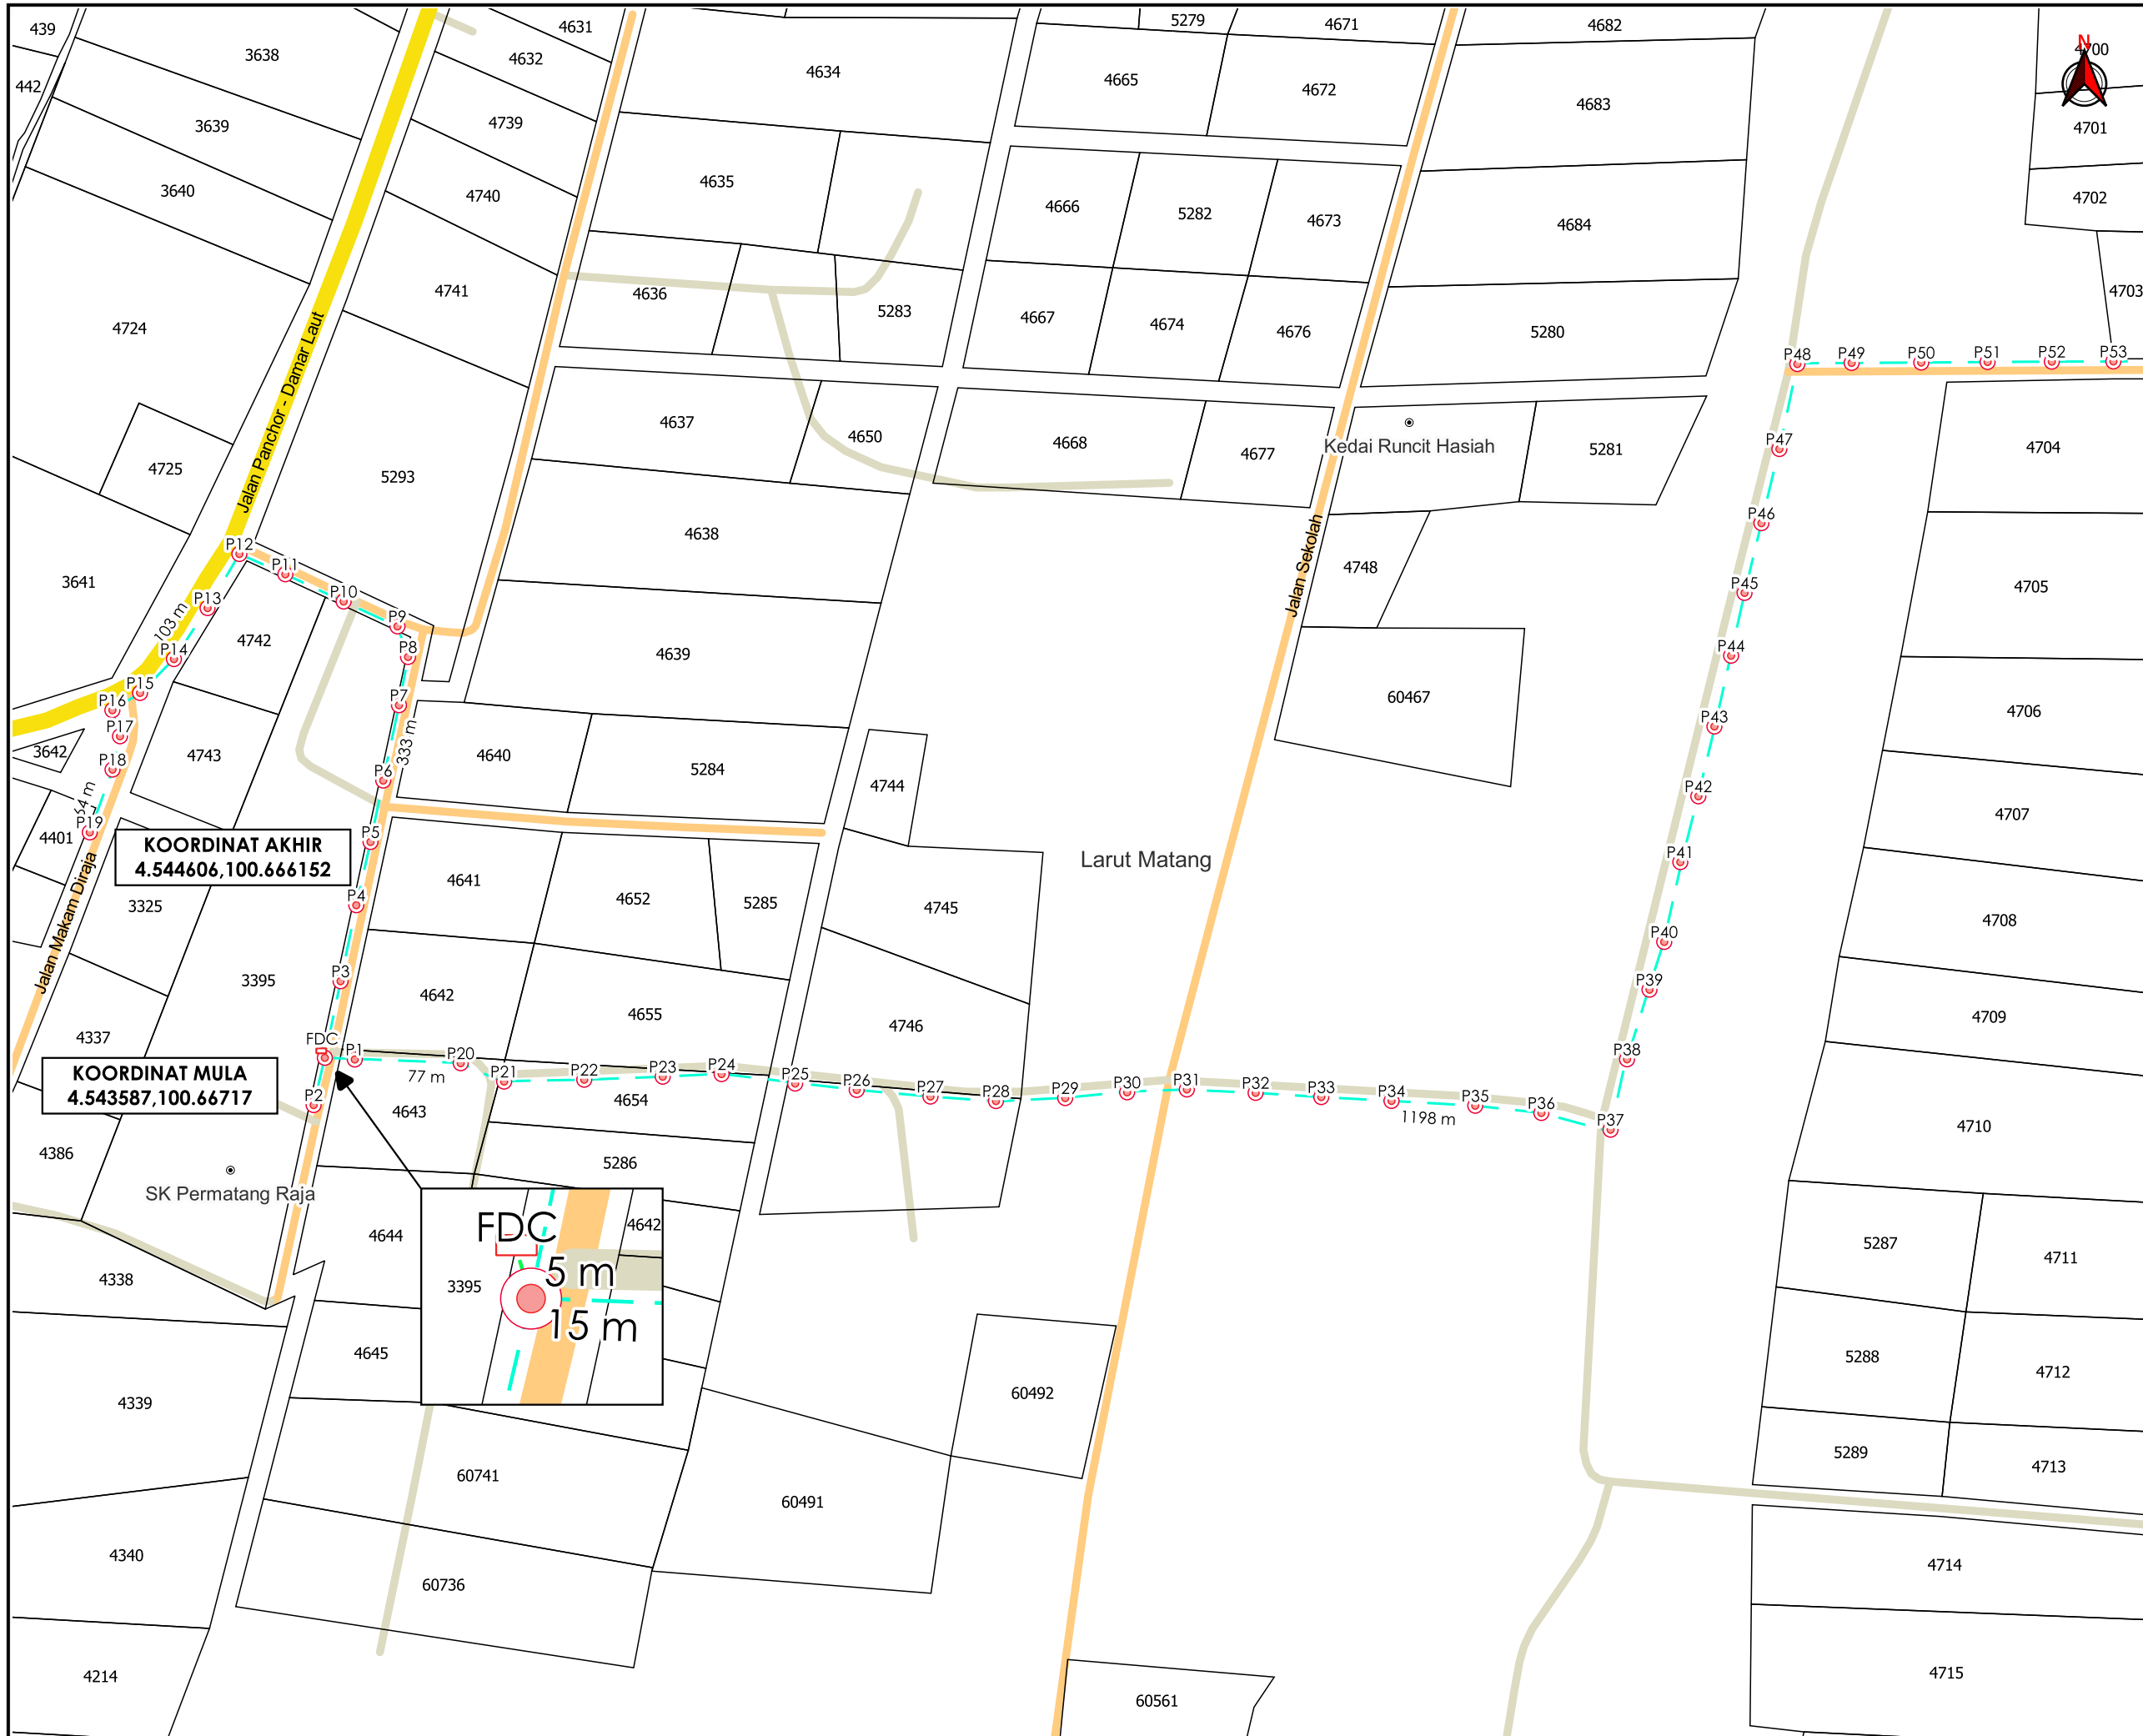 439
3638
4631
4632
4634
5279
4671
4682
N
4700
442
4665
4672
4683
3639
4739
4701
3640
4740
4635
4666
5282
4673
4684
4702
4741
4636
5283
4667
4674
4676
5280
4703
4724
Jalan Panchor - Damar Laut
P48
P49
P50
P51
P52
P53
4725
5293
4637
4650
4668
4677
Kedai Runcit Hasiah
5281
P47
4704
4638
Jalan Sekolah
P46
P12
P11
P10
P9
P8
3641
P13
103 m
P14
4742
4748
P45
4705
4639
P44
P15
P16
P17
P7
333 m
60467
P43
4706
3642
P18
4743
P6
4640
5284
4744
P42
4707
64 m
P19
4401
KOORDINAT AKHIR
4.544606,100.666152
P5
Larut Matang
P41
Jalan Makam Diraja
3325
P4
4641
4652
5285
4745
4708
P40
3395
P3
4642
4655
4746
P39
4709
4337
FDC
P1
P20
77 m
P21
P22
P23
P24
P25
P26
P27
P28
P29
P30
P31
P32
P33
P34
P35
P36
P37
P38
1198 m
KOORDINAT MULA
4.543587,100.66717
P2
4643
4654
4710
4386
SK Permatang Raja
5286
4644
FDC
4642
5 m
3395
15 m
5287
4711
4338
4645
4339
60492
5288
4712
5289
4713
60741
60491
4340
60736
4714
4214
60561
4715